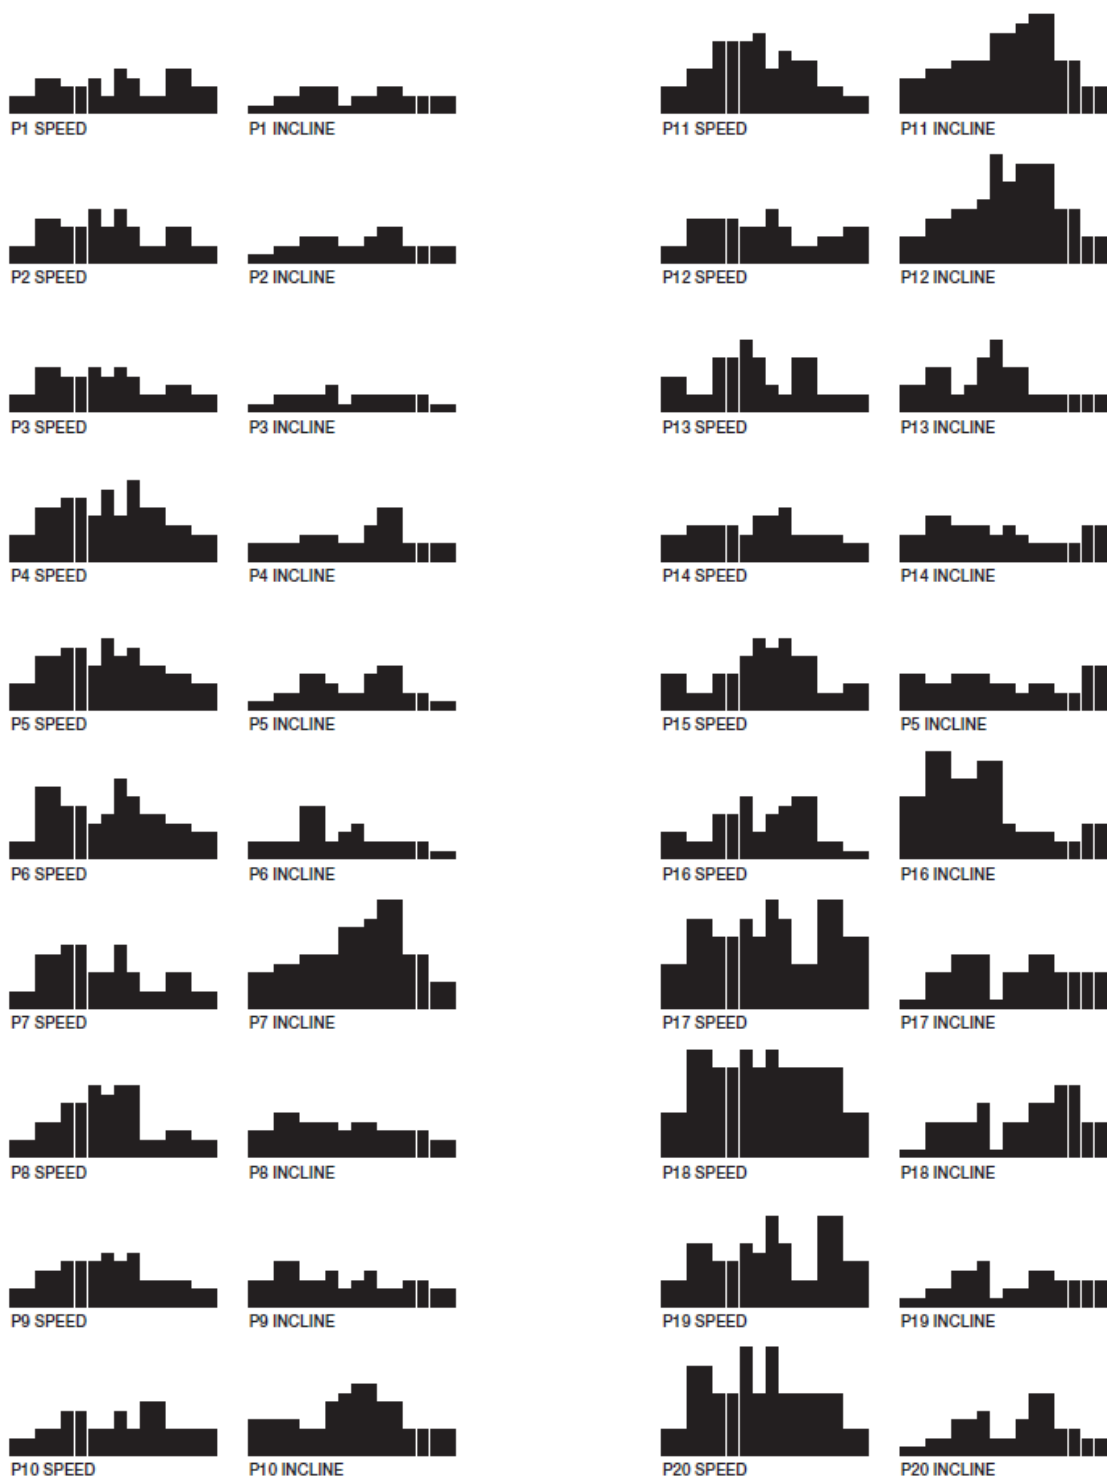 P1 SPEED
P1 INCLINE
P11 SPEED
P11 INCLINE
P2 SPEED
P2 INCLINE
P12 SPEED
P12 INCLINE
P3 SPEED
P3 INCLINE
P13 SPEED
P13 INCLINE
P4 SPEED
P4 INCLINE
P14 SPEED
P14 INCLINE
P5 SPEED
P5 INCLINE
P15 SPEED
P5 INCLINE
P6 SPEED
P6 INCLINE
P16 SPEED
P16 INCLINE
P7 SPEED
P7 INCLINE
P17 SPEED
P17 INCLINE
P8 SPEED
P8 INCLINE
P18 SPEED
P18 INCLINE
P9 SPEED
P9 INCLINE
P19 SPEED
P19 INCLINE
P10 SPEED
P10 INCLINE
P20 SPEED
P20 INCLINE